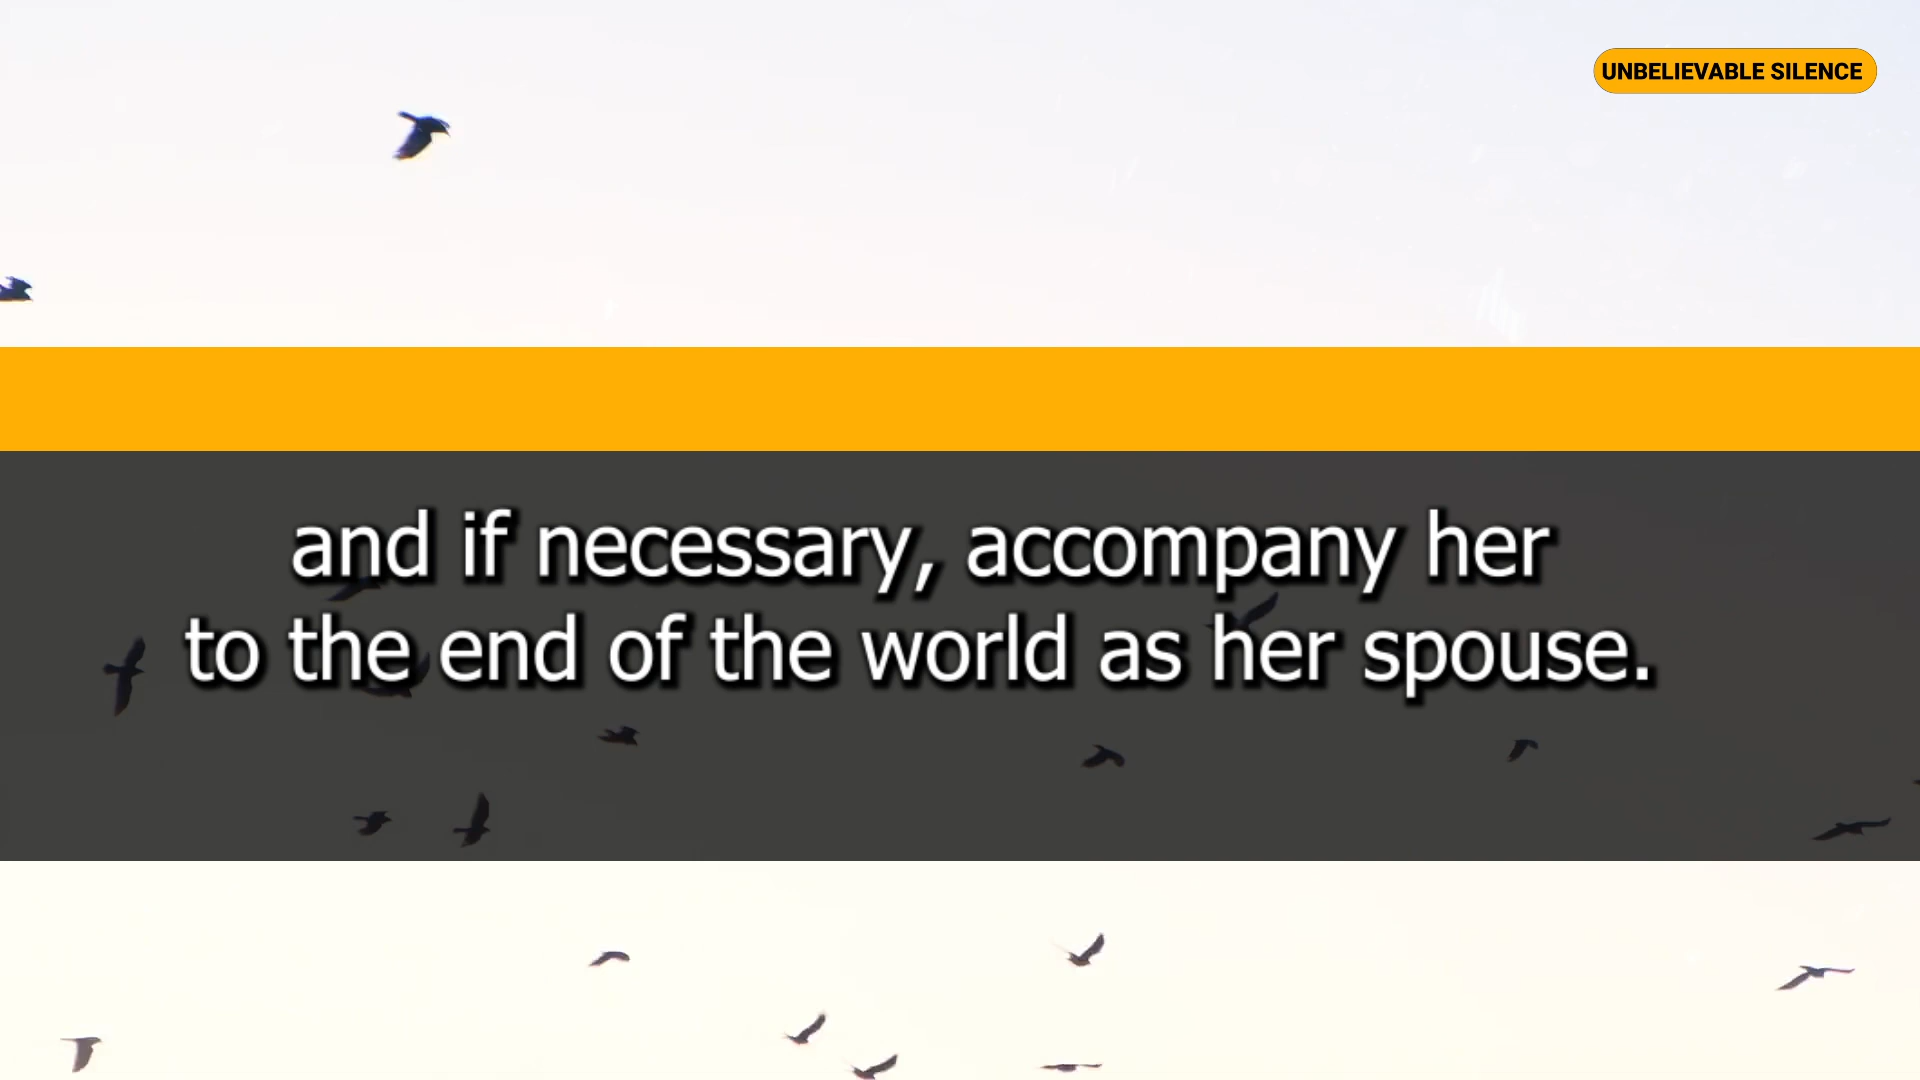 UNBELIEVABLE SILENCE
and if necessary, accompany her
to the end of the world as her spouse.